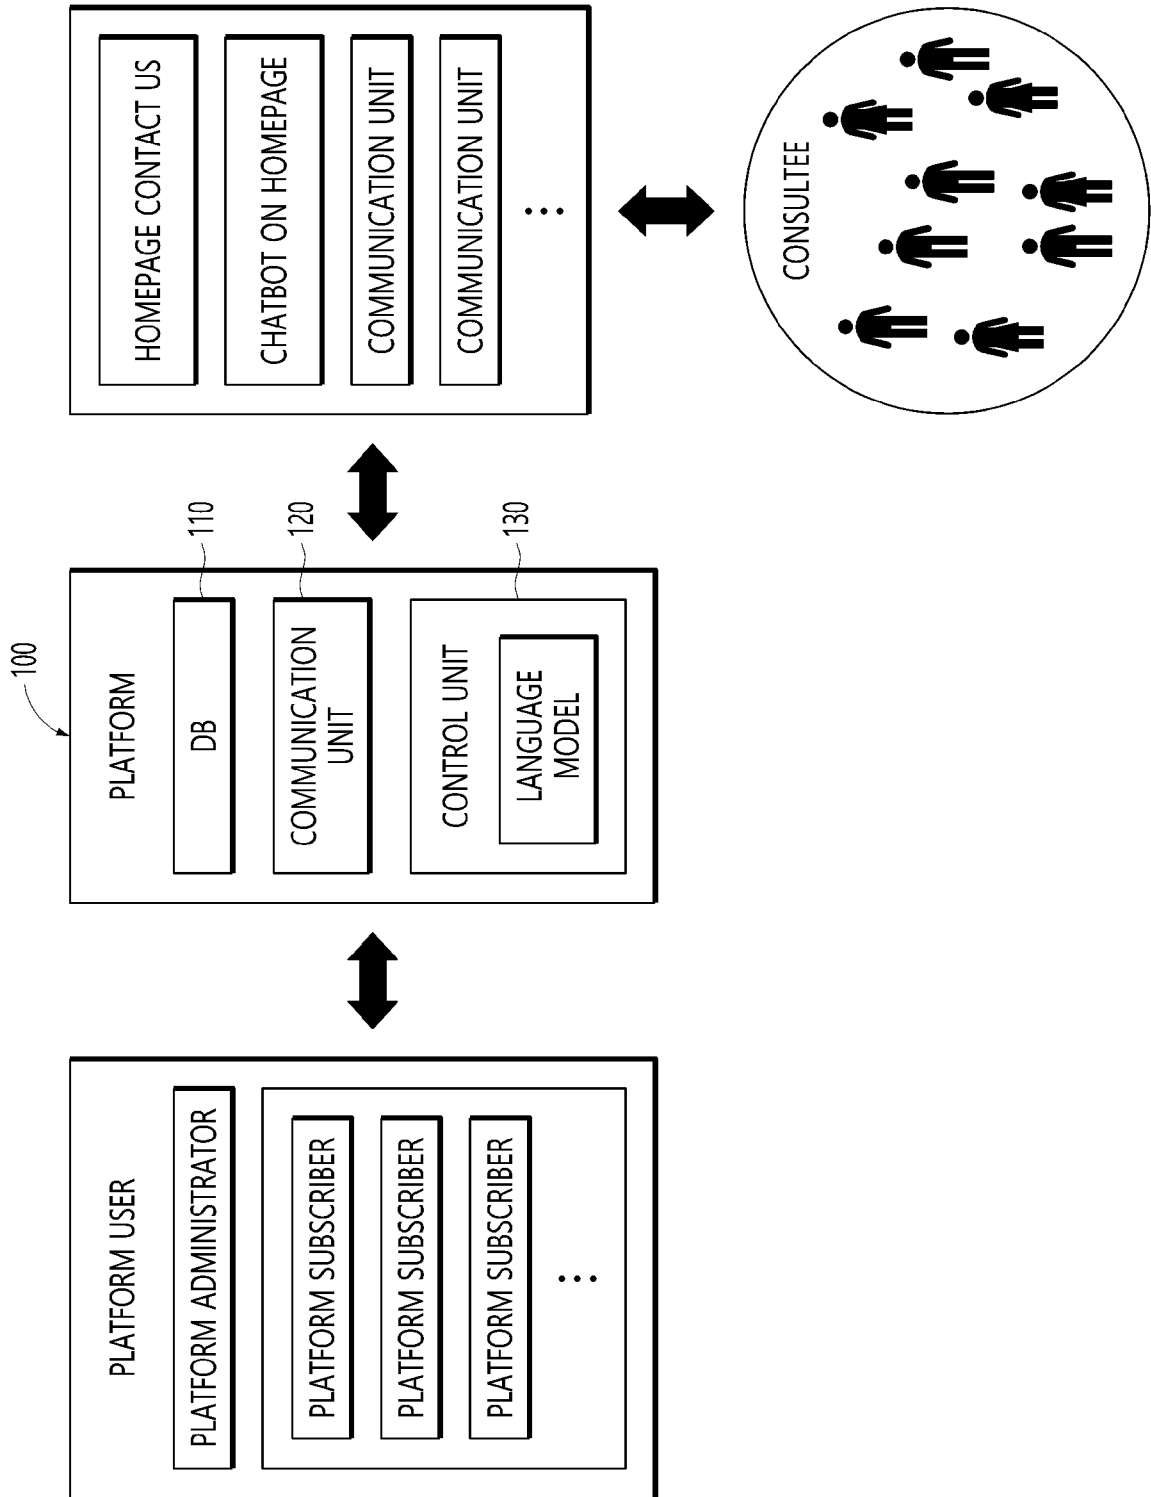 PLATFORM USER
PLATFORM ADMINISTRATOR
PLATFORM SUBSCRIBER
PLATFORM SUBSCRIBER
PLATFORM SUBSCRIBER
...
100
PLATFORM
DB
110
COMMUNICATION
UNIT
120
CONTROL UNIT
130
LANGUAGE
MODEL
HOMEPAGE CONTACT US
CHATBOT ON HOMEPAGE
COMMUNICATION UNIT
COMMUNICATION UNIT
...
CONSULTEE